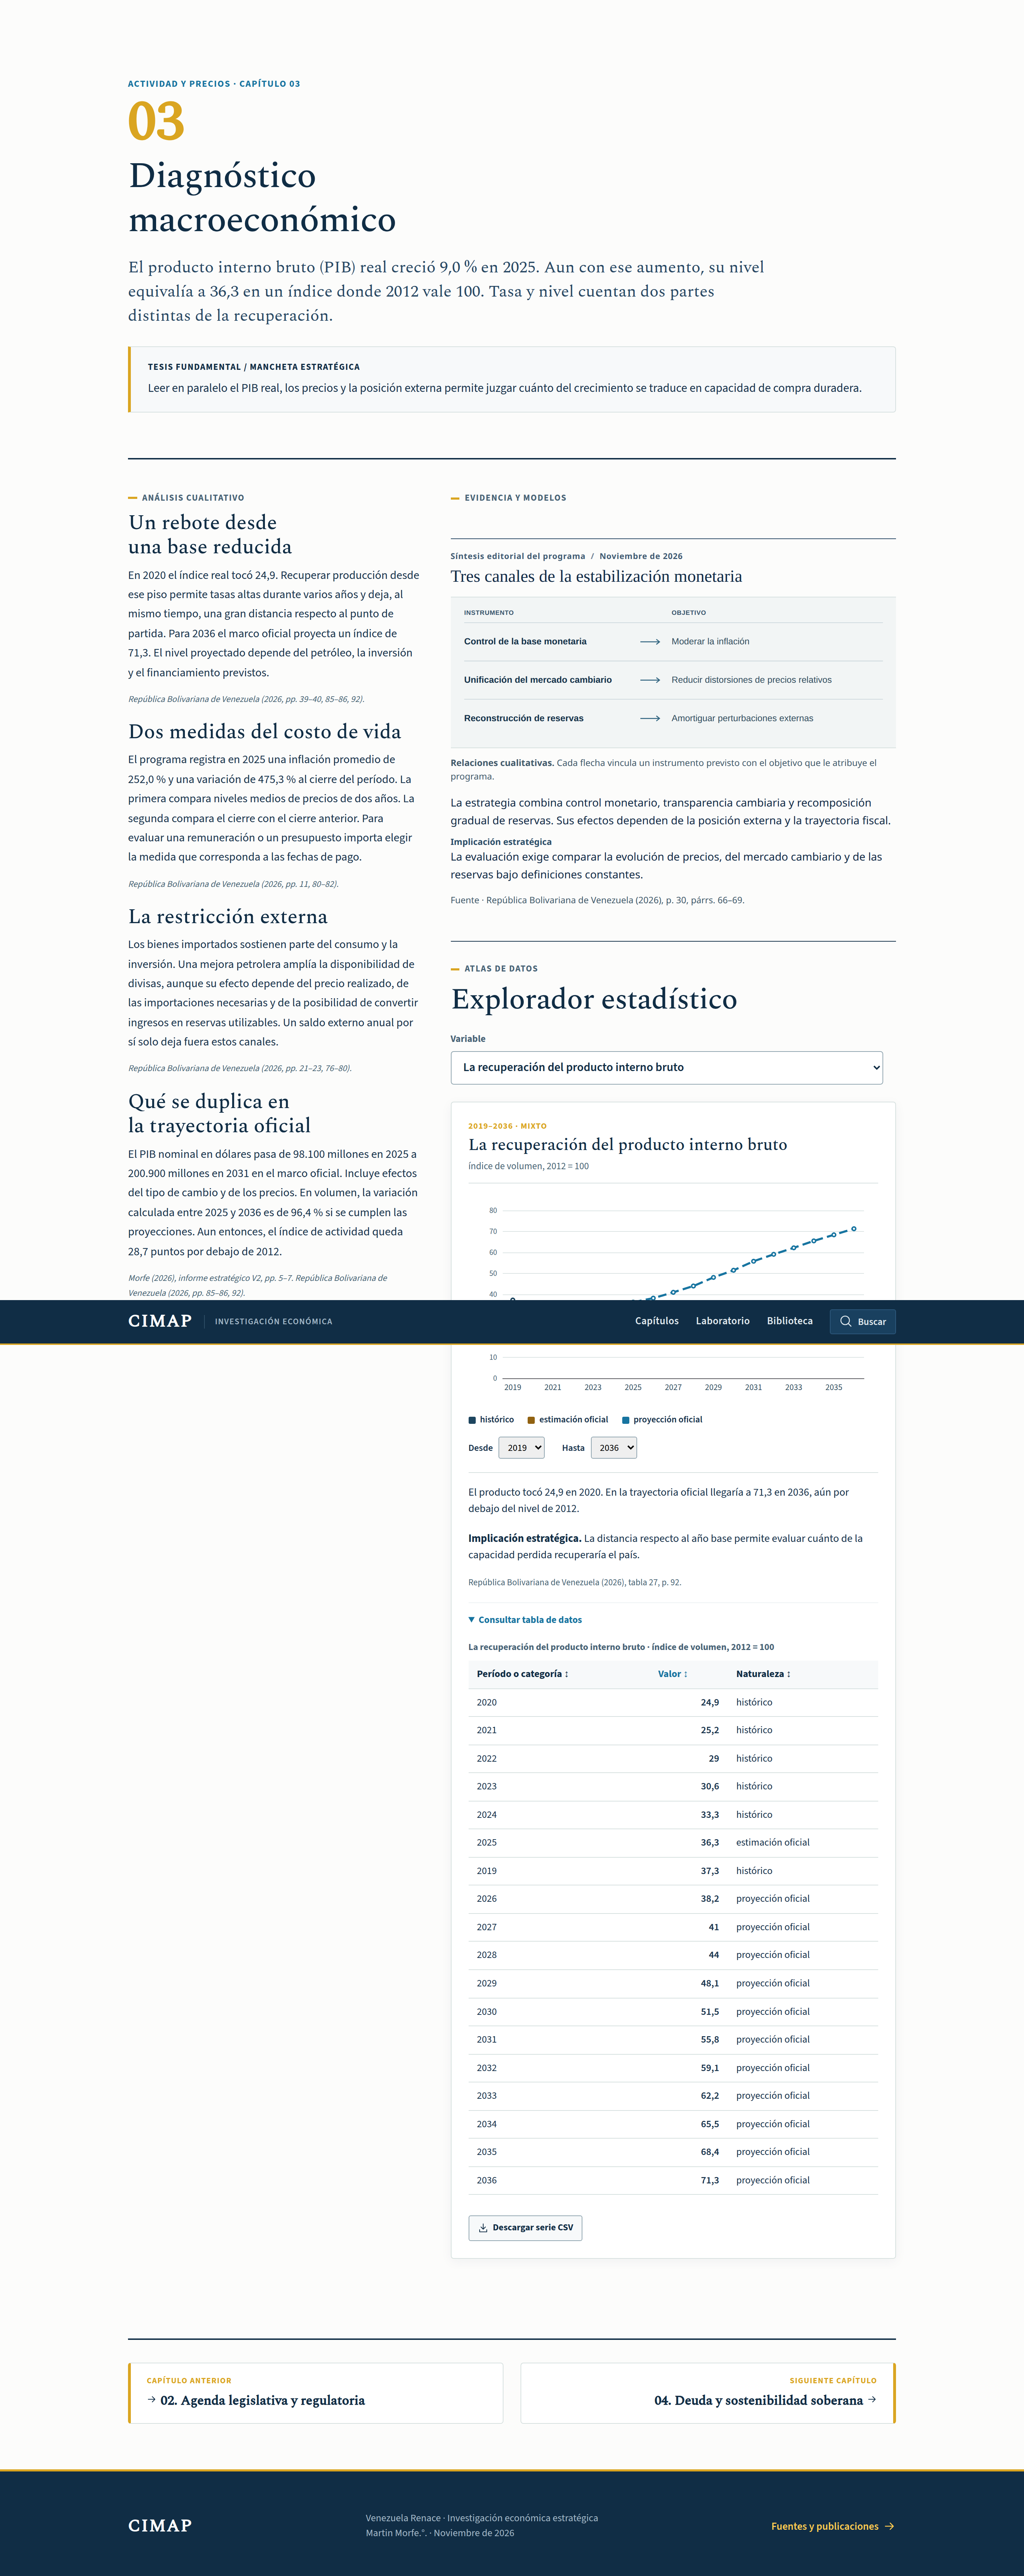 ACTIVIDAD Y PRECIOS · CAPÍTULO 03
03
Diagnóstico
macroeconómico
El producto interno bruto (PIB) real creció 9,0 % en 2025. Aun con ese aumento, su nivel
equivalía a 36,3 en un índice donde 2012 vale 100. Tasa y nivel cuentan dos partes
distintas de la recuperación.
TESIS FUNDAMENTAL / MANCHETA ESTRATÉGICA
Leer en paralelo el PIB real, los precios y la posición externa permite juzgar cuánto del crecimiento se traduce en capacidad de compra duradera.
ANÁLISIS CUALITATIVO
Un rebote desde
una base reducida
En 2020 el índice real tocó 24,9. Recuperar producción desde
ese piso permite tasas altas durante varios años y deja, al
mismo tiempo, una gran distancia respecto al punto de
partida. Para 2036 el marco oficial proyecta un índice de
71,3. El nivel proyectado depende del petróleo, la inversión
y el financiamiento previstos.
República Bolivariana de Venezuela (2026, pp. 39–40, 85–86, 92).
Dos medidas del costo de vida
El programa registra en 2025 una inflación promedio de
252,0 % y una variación de 475,3 % al cierre del período. La
primera compara niveles medios de precios de dos años. La
segunda compara el cierre con el cierre anterior. Para
evaluar una remuneración o un presupuesto importa elegir
la medida que corresponda a las fechas de pago.
República Bolivariana de Venezuela (2026, pp. 11, 80–82).
La restricción externa
Los bienes importados sostienen parte del consumo y la
inversión. Una mejora petrolera amplía la disponibilidad de
divisas, aunque su efecto depende del precio realizado, de
las importaciones necesarias y de la posibilidad de convertir
ingresos en reservas utilizables. Un saldo externo anual por
sí solo deja fuera estos canales.
República Bolivariana de Venezuela (2026, pp. 21–23, 76–80).
Qué se duplica en
la trayectoria oficial
El PIB nominal en dólares pasa de 98.100 millones en 2025 a
200.900 millones en 2031 en el marco oficial. Incluye efectos
del tipo de cambio y de los precios. En volumen, la variación
calculada entre 2025 y 2036 es de 96,4 % si se cumplen las
proyecciones. Aun entonces, el índice de actividad queda
28,7 puntos por debajo de 2012.
Morfe (2026), informe estratégico V2, pp. 5–7. República Bolivariana de
Venezuela (2026, pp. 85–86, 92).
EVIDENCIA Y MODELOS
Síntesis editorial del programa / Noviembre de 2026
Tres canales de la estabilización monetaria
INSTRUMENTO OBJETIVO
Control de la base monetaria → Moderar la inflación
Unificación del mercado cambiario → Reducir distorsiones de precios relativos
Reconstrucción de reservas → Amortiguar perturbaciones externas
Relaciones cualitativas. Cada flecha vincula un instrumento previsto con el objetivo que le atribuye el
programa.
La estrategia combina control monetario, transparencia cambiaria y recomposición
gradual de reservas. Sus efectos dependen de la posición externa y la trayectoria fiscal.
Implicación estratégica
La evaluación exige comparar la evolución de precios, del mercado cambiario y de las
reservas bajo definiciones constantes.
Fuente · República Bolivariana de Venezuela (2026), p. 30, párrs. 66–69.
ATLAS DE DATOS
Explorador estadístico
Variable
La recuperación del producto interno bruto
2019–2036 · MIXTO
La recuperación del producto interno bruto
índice de volumen, 2012 = 100
80
70
60
50
40
CIMAP INVESTIGACIÓN ECONÓMICA Capítulos Laboratorio Biblioteca Buscar
10
0
2019 2021 2023 2025 2027 2029 2031 2033 2035
histórico estimación oficial proyección oficial
Desde 2019 Hasta 2036
El producto tocó 24,9 en 2020. En la trayectoria oficial llegaría a 71,3 en 2036, aún por
debajo del nivel de 2012.
Implicación estratégica. La distancia respecto al año base permite evaluar cuánto de la
capacidad perdida recuperaría el país.
República Bolivariana de Venezuela (2026), tabla 27, p. 92.
▼ Consultar tabla de datos
La recuperación del producto interno bruto · índice de volumen, 2012 = 100
Período o categoría ↕ Valor ↕ Naturaleza ↕
2020 24,9 histórico
2021 25,2 histórico
2022 29 histórico
2023 30,6 histórico
2024 33,3 histórico
2025 36,3 estimación oficial
2019 37,3 histórico
2026 38,2 proyección oficial
2027 41 proyección oficial
2028 44 proyección oficial
2029 48,1 proyección oficial
2030 51,5 proyección oficial
2031 55,8 proyección oficial
2032 59,1 proyección oficial
2033 62,2 proyección oficial
2034 65,5 proyección oficial
2035 68,4 proyección oficial
2036 71,3 proyección oficial
Descargar serie CSV
CAPÍTULO ANTERIOR
→ 02. Agenda legislativa y regulatoria
SIGUIENTE CAPÍTULO
04. Deuda y sostenibilidad soberana →
CIMAP
Venezuela Renace · Investigación económica estratégica
Martin Morfe.°. · Noviembre de 2026
Fuentes y publicaciones →